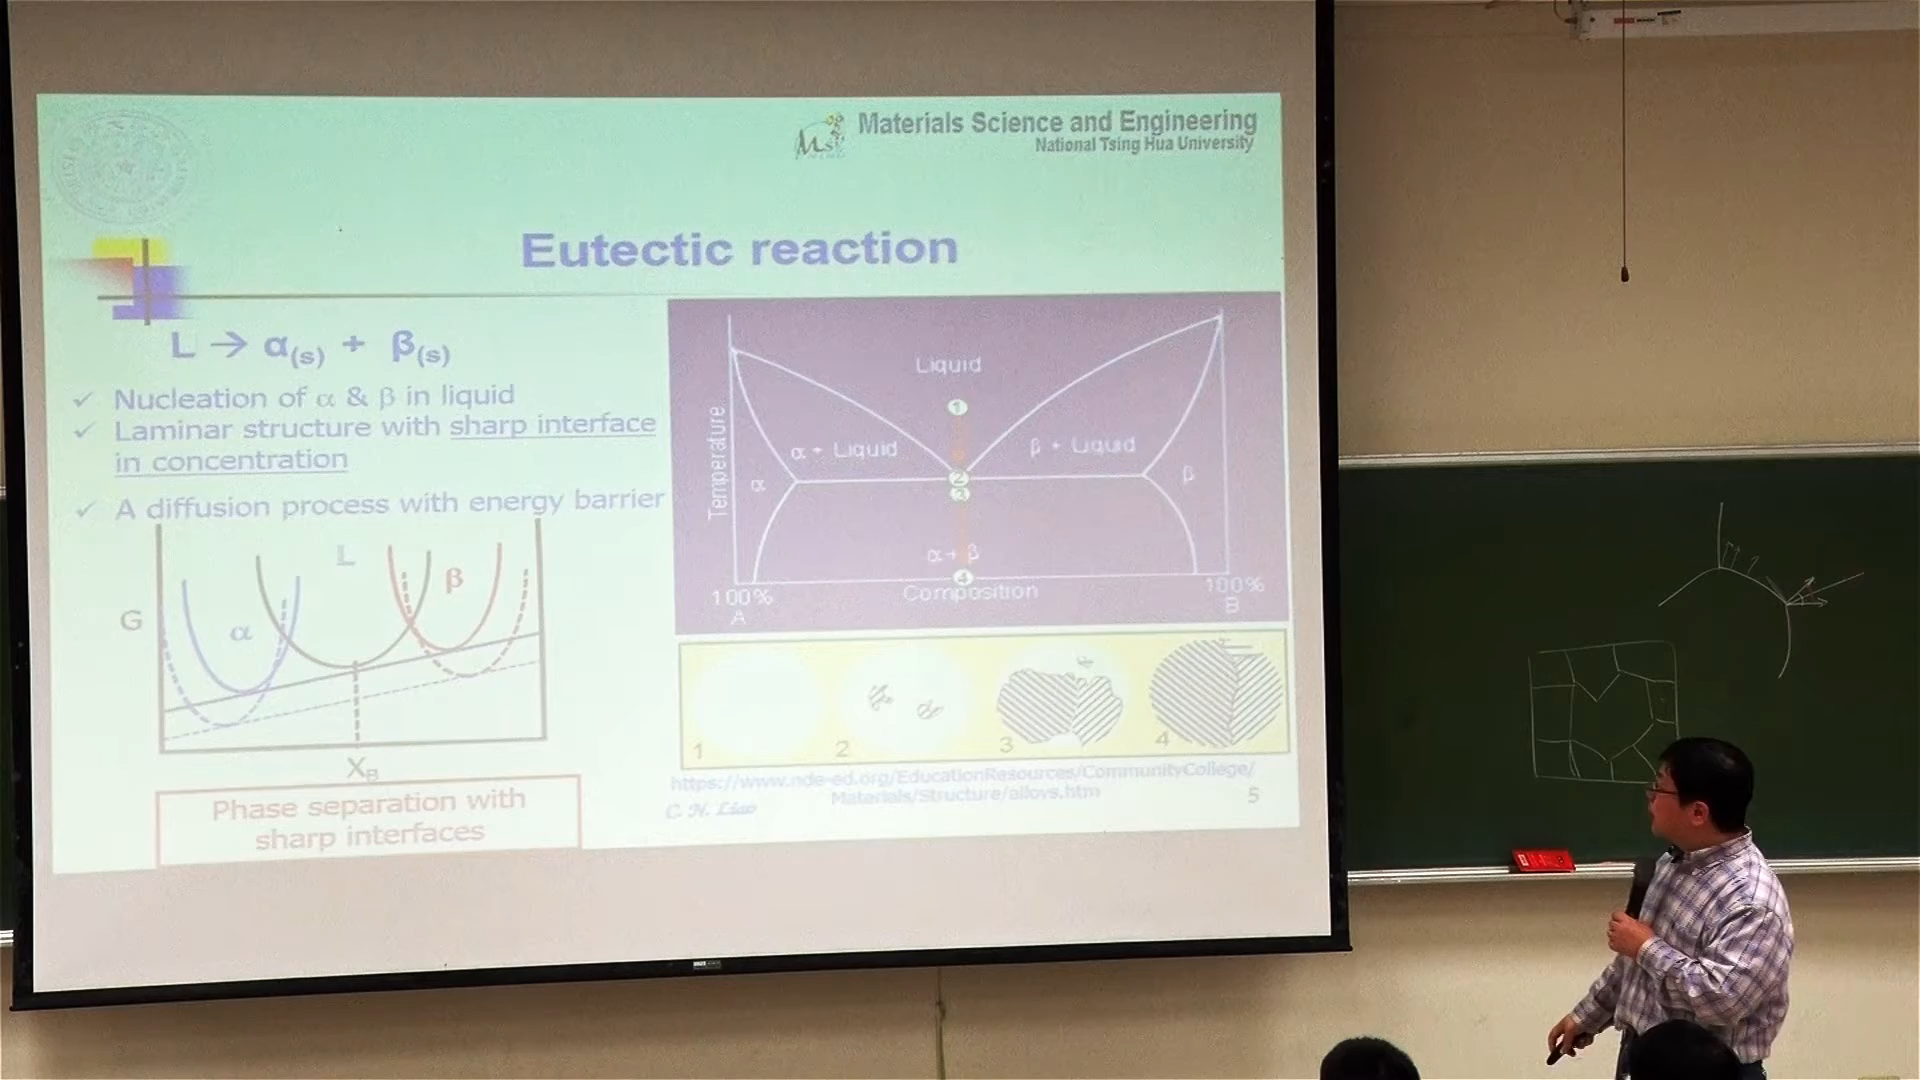 Materials Science and Engineering
National Tsing Hua University
Eutectic reaction
L → α(s) + β(s)
✓ Nucleation of α & β in liquid
✓ Laminar structure with sharp interface
in concentration
✓ A diffusion process with energy barrier
G
α
L
β
XB
Phase separation with
sharp interfaces
Temperature
Liquid
1
α + Liquid
β + Liquid
α
2
3
β
α + β
4
100%
A
Composition
100%
B
1
2
3
4
https://www.nde-ed.org/EducationResources/CommunityCollege/
Materials/Structure/alloys.htm
C. N. Liao
5